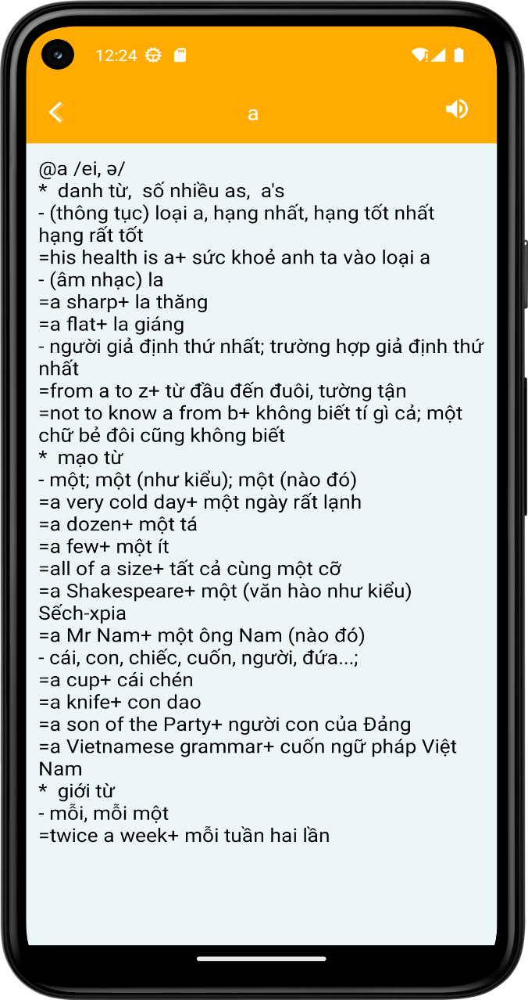 12:24
a
@a /ei, ə/
*  danh từ,  số nhiều as,  a's
- (thông tục) loại a, hạng nhất, hạng tốt nhất
hạng rất tốt
=his health is a+ sức khoẻ anh ta vào loại a
- (âm nhạc) la
=a sharp+ la thăng
=a flat+ la giáng
- người giả định thứ nhất; trường hợp giả định thứ
nhất
=from a to z+ từ đầu đến đuôi, tường tận
=not to know a from b+ không biết tí gì cả; một
chữ bẻ đôi cũng không biết
*  mạo từ
- một; một (như kiểu); một (nào đó)
=a very cold day+ một ngày rất lạnh
=a dozen+ một tá
=a few+ một ít
=all of a size+ tất cả cùng một cỡ
=a Shakespeare+ một (văn hào như kiểu)
Sếch-xpia
=a Mr Nam+ một ông Nam (nào đó)
- cái, con, chiếc, cuốn, người, đứa...;
=a cup+ cái chén
=a knife+ con dao
=a son of the Party+ người con của Đảng
=a Vietnamese grammar+ cuốn ngữ pháp Việt
Nam
*  giới từ
- mỗi, mỗi một
=twice a week+ mỗi tuần hai lần